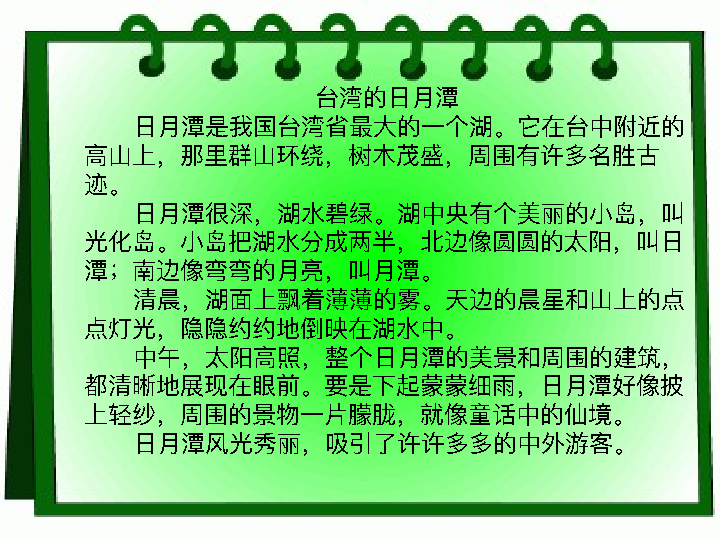 台湾的日月潭
日月潭是我国台湾省最大的一个湖。它在台中附近的
高山上，那里群山环绕，树木茂盛，周围有许多名胜古
迹。
日月潭很深，湖水碧绿。湖中央有个美丽的小岛，叫
光化岛。小岛把湖水分成两半，北边像圆圆的太阳，叫日
潭；南边像弯弯的月亮，叫月潭。
清晨，湖面上飘着薄薄的雾。天边的晨星和山上的点
点灯光，隐隐约约地倒映在湖水中。
中午，太阳高照，整个日月潭的美景和周围的建筑，
都清晰地展现在眼前。要是下起蒙蒙细雨，日月潭好像披
上轻纱，周围的景物一片朦胧，就像童话中的仙境。
日月潭风光秀丽，吸引了许许多多的中外游客。